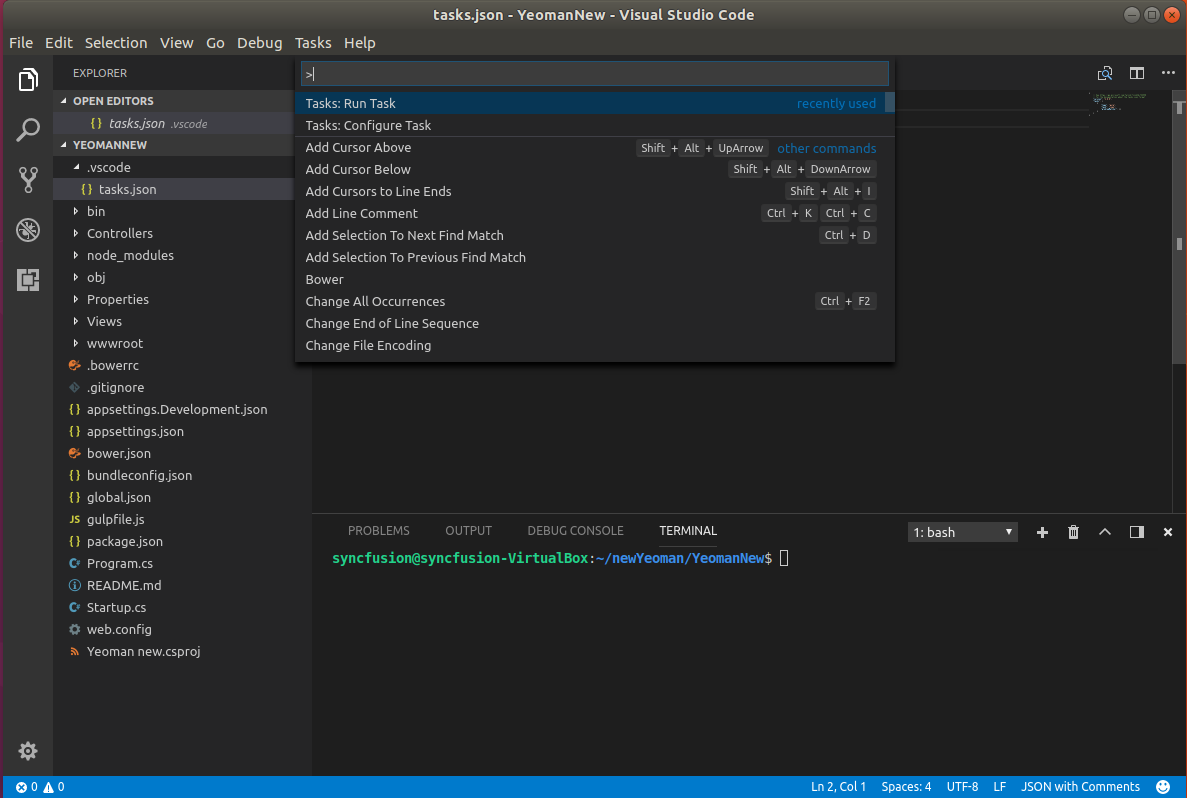 tasks.json - YeomanNew - Visual Studio Code
File Edit Selection View Go Debug Tasks Help
EXPLORER
OPEN EDITORS
{ } tasks.json .vscode
YEOMANNEW
.vscode
{ } tasks.json
bin
Controllers
node_modules
obj
Properties
Views
wwwroot
.bowerrc
.gitignore
{ } appsettings.Development.json
{ } appsettings.json
bower.json
{ } bundleconfig.json
{ } global.json
JS gulpfile.js
{ } package.json
C# Program.cs
README.md
C# Startup.cs
web.config
Yeoman new.csproj
>
Tasks: Run Task recently used
Tasks: Configure Task
Add Cursor Above Shift + Alt + UpArrow other commands
Add Cursor Below Shift + Alt + DownArrow
Add Cursors to Line Ends Shift + Alt + I
Add Line Comment Ctrl + K Ctrl + C
Add Selection To Next Find Match Ctrl + D
Add Selection To Previous Find Match
Bower
Change All Occurrences Ctrl + F2
Change End of Line Sequence
Change File Encoding
PROBLEMS OUTPUT DEBUG CONSOLE TERMINAL 1: bash
syncfusion@syncfusion-VirtualBox:~/newYeoman/YeomanNew$
0 0 Ln 2, Col 1 Spaces: 4 UTF-8 LF JSON with Comments